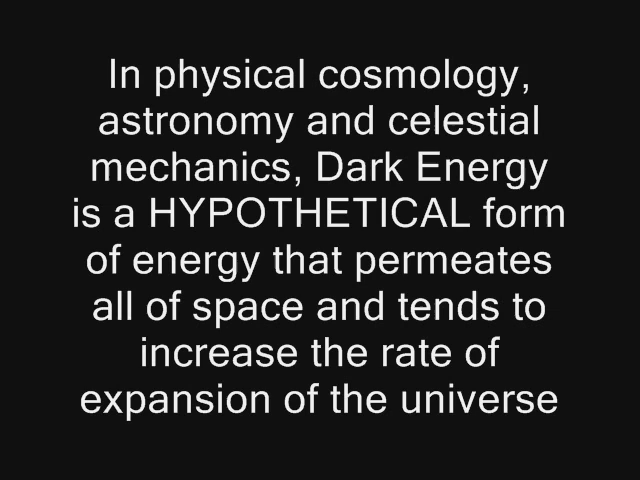 In physical cosmology,
astronomy and celestial
mechanics, Dark Energy
is a HYPOTHETICAL form
of energy that permeates
all of space and tends to
increase the rate of
expansion of the universe